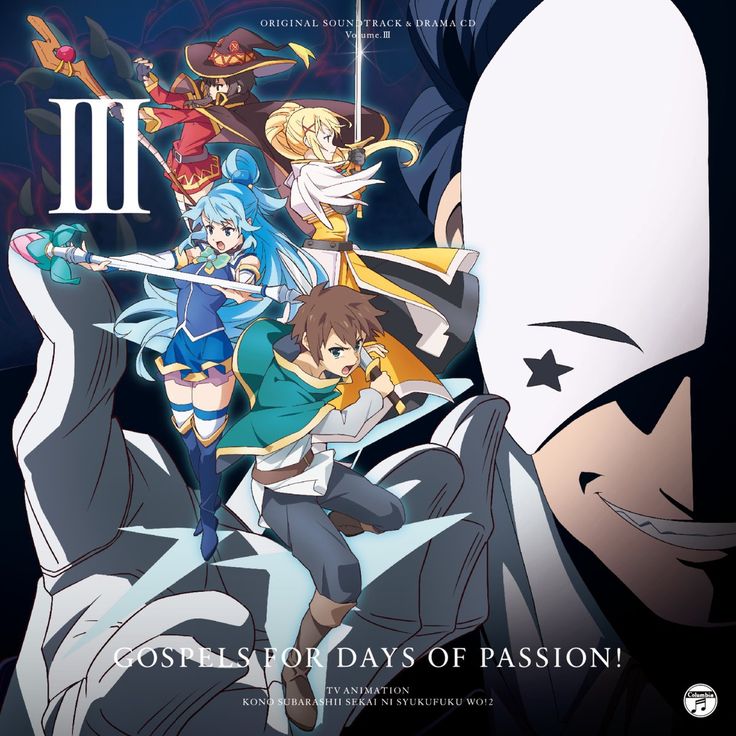 ORIGINAL SOUNDTRACK & DRAMA CD
Volume.III
III
GOSPELS FOR DAYS OF PASSION!
TV ANIMATION
KONO SUBARASHII SEKAI NI SYUKUFUKU WO!2
Columbia